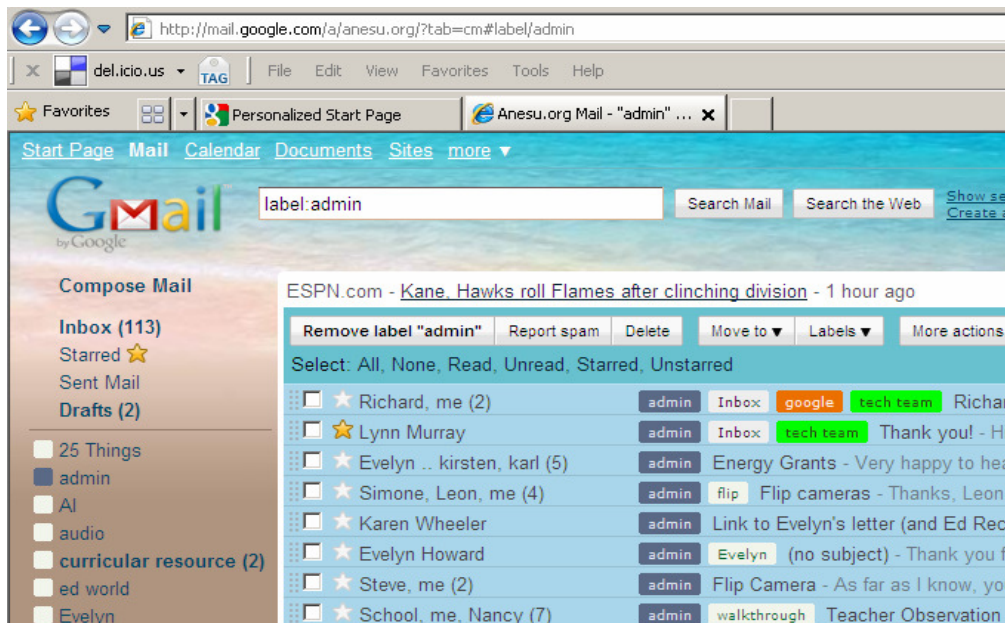 http://mail.google.com/a/anesu.org/?tab=cm#label/admin
del.icio.us TAG File Edit View Favorites Tools Help
Favorites Personalized Start Page Anesu.org Mail - "admin" ...
Start Page Mail Calendar Documents Sites more ▼
Gmail
by Google
label:admin Search Mail Search the Web Show
Create
Compose Mail
Inbox (113)
Starred
Sent Mail
Drafts (2)
25 Things
admin
AI
audio
curricular resource (2)
ed world
Evelyn
ESPN.com - Kane, Hawks roll Flames after clinching division - 1 hour ago
Remove label "admin" Report spam Delete Move to ▼ Labels ▼ More actions
Select: All, None, Read, Unread, Starred, Unstarred
Richard, me (2) admin Inbox google tech team Richa
Lynn Murray admin Inbox tech team Thank you! - H
Evelyn .. kirsten, karl (5) admin Energy Grants - Very happy to hea
Simone, Leon, me (4) admin flip Flip cameras - Thanks, Leon
Karen Wheeler admin Link to Evelyn's letter (and Ed Rec
Evelyn Howard admin Evelyn (no subject) - Thank you f
Steve, me (2) admin Flip Camera - As far as I know, yo
School, me, Nancy (7) admin walkthrough Teacher Observation